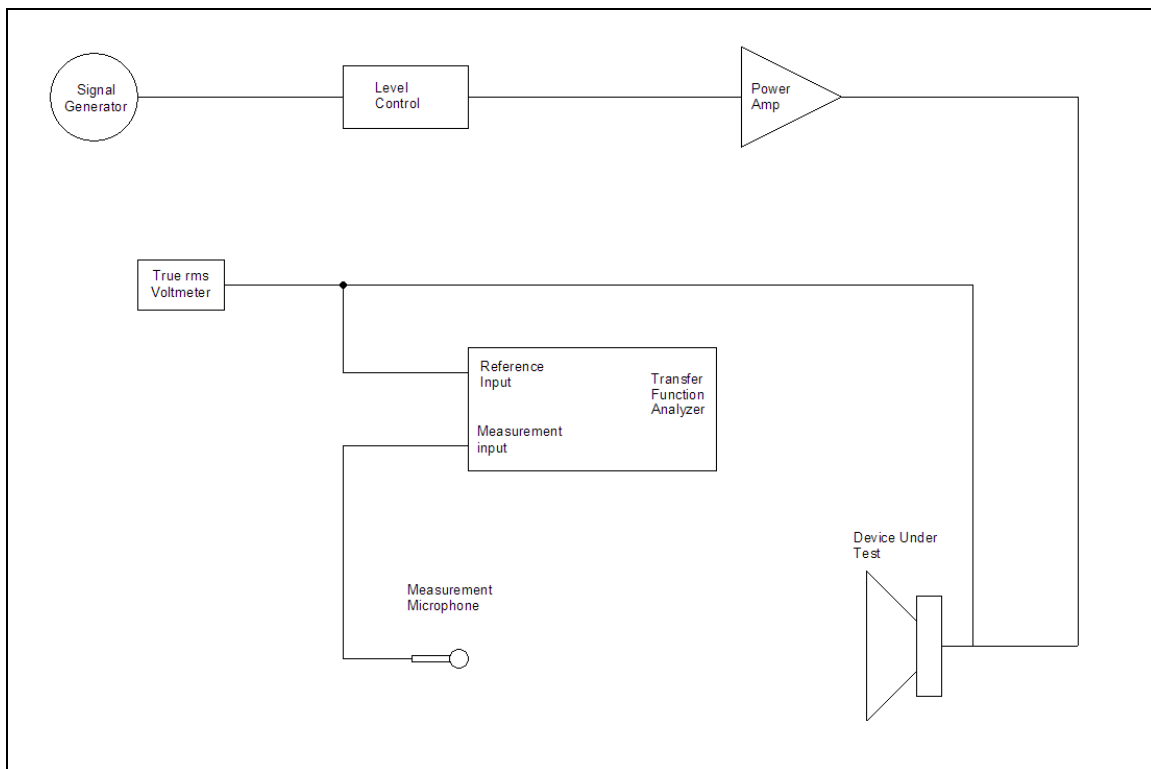 Signal
Generator
Level
Control
Power
Amp
True rms
Voltmeter
Reference
Input
Transfer
Function
Analyzer
Measurement
input
Device Under
Test
Measurement
Microphone